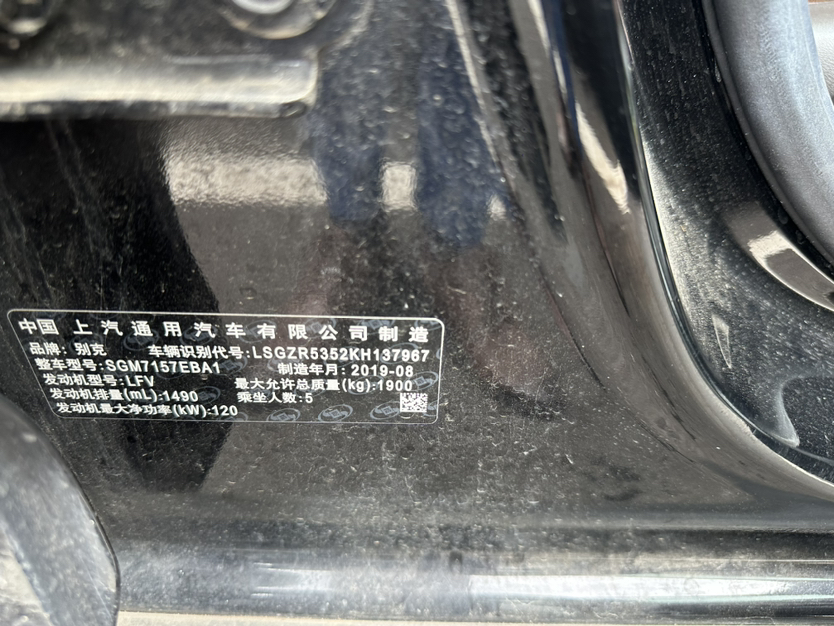 中国上汽通用汽车有限公司制造
品牌: 别克 车辆识别代号:LSGZR5352KH137967
整车型号:SGM7157EBA1 制造年月: 2019-08
发动机型号:LFV 最大允许总质量(kg):1900
发动机排量(mL):1490 乘坐人数:5
发动机最大净功率(kW):120